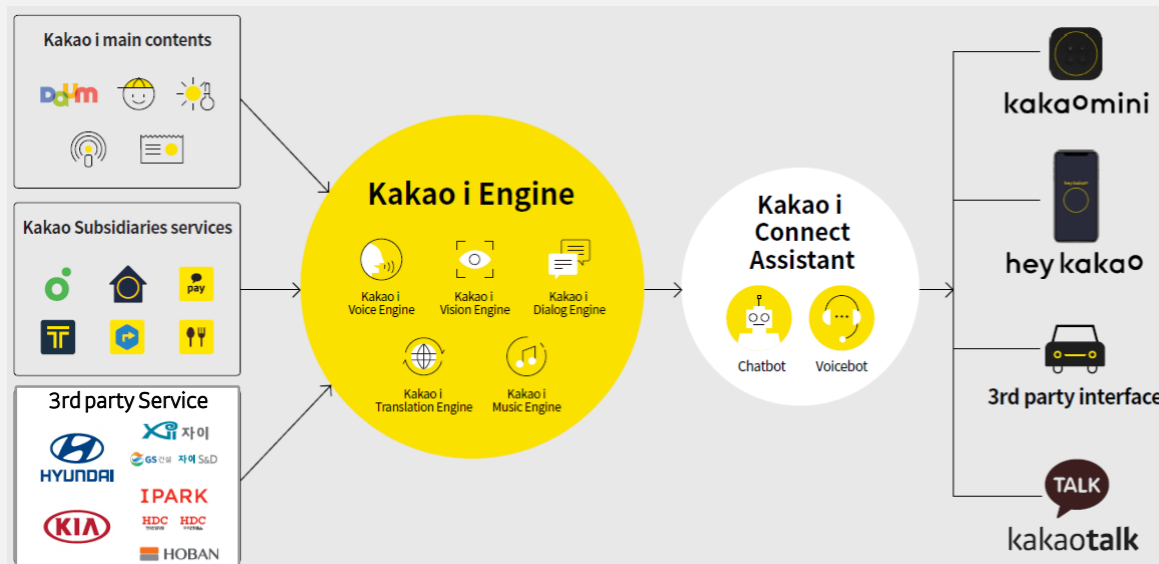 Kakao i main contents
Daum
Kakao Subsidiaries services
pay
3rd party Service
HYUNDAI
KIA
Xi 자이
GS건설 자이 S&D
IPARK
HDC HDC
HOBAN
Kakao i Engine
Kakao i
Voice Engine
Kakao i
Vision Engine
Kakao i
Dialog Engine
Kakao i
Translation Engine
Kakao i
Music Engine
Kakao i
Connect
Assistant
Chatbot
Voicebot
kakaomini
hey kakao
3rd party interface
TALK
kakaotalk